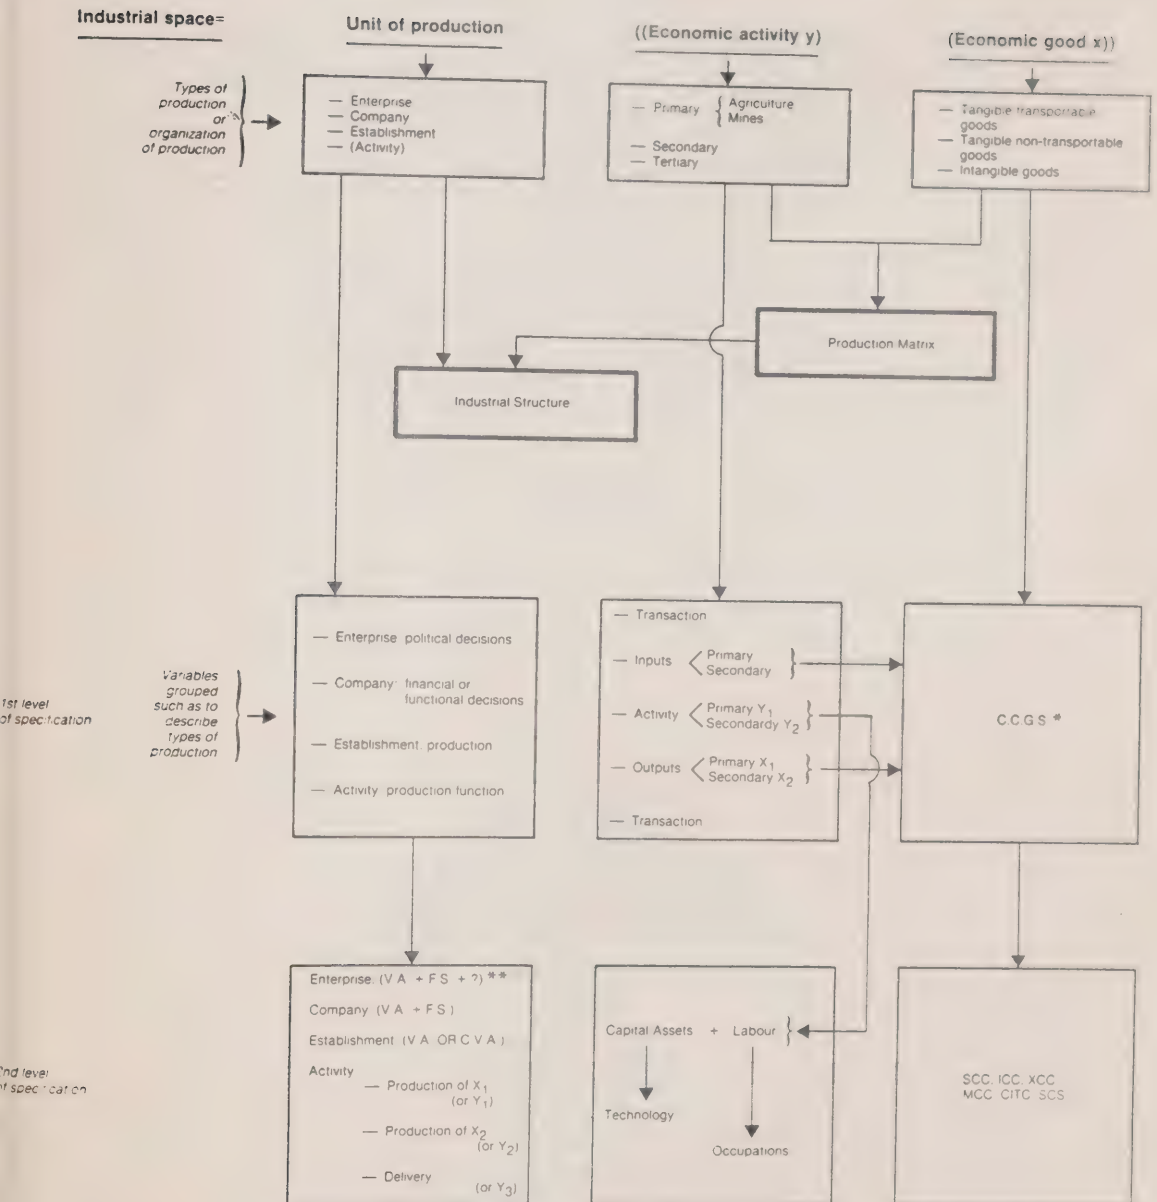 Industrial space=
Unit of production
((Economic activity y)
(Economic good x))
Types of
production
or
organization
of production
— Enterprise
— Company
— Establishment
— (Activity)
— Primary { Agriculture
Mines
— Secondary
— Tertiary
— Tangible transportable
goods
— Tangible non-transportable
goods
— Intangible goods
Production Matrix
Industrial Structure
1st level
of specification
Variables
grouped
such as to
describe
types of
production
— Enterprise political decisions
— Company financial or
functional decisions
— Establishment production
— Activity production function
— Transaction
— Inputs < Primary
Secondary }
— Activity < Primary Y1
Secondardy Y2 }
— Outputs < Primary X1
Secondary X2 }
— Transaction
C.C.G.S *
nd level
of specification
Enterprise (V A + F S + ?) **
Company (V A + F S)
Establishment (V A OR C V A)
Activity
— Production of X1
(or Y1)
— Production of X2
(or Y2)
— Delivery
(or Y3)
Capital Assets + Labour }
Technology
Occupations
SCC, ICC, XCC
MCC CITC SCS